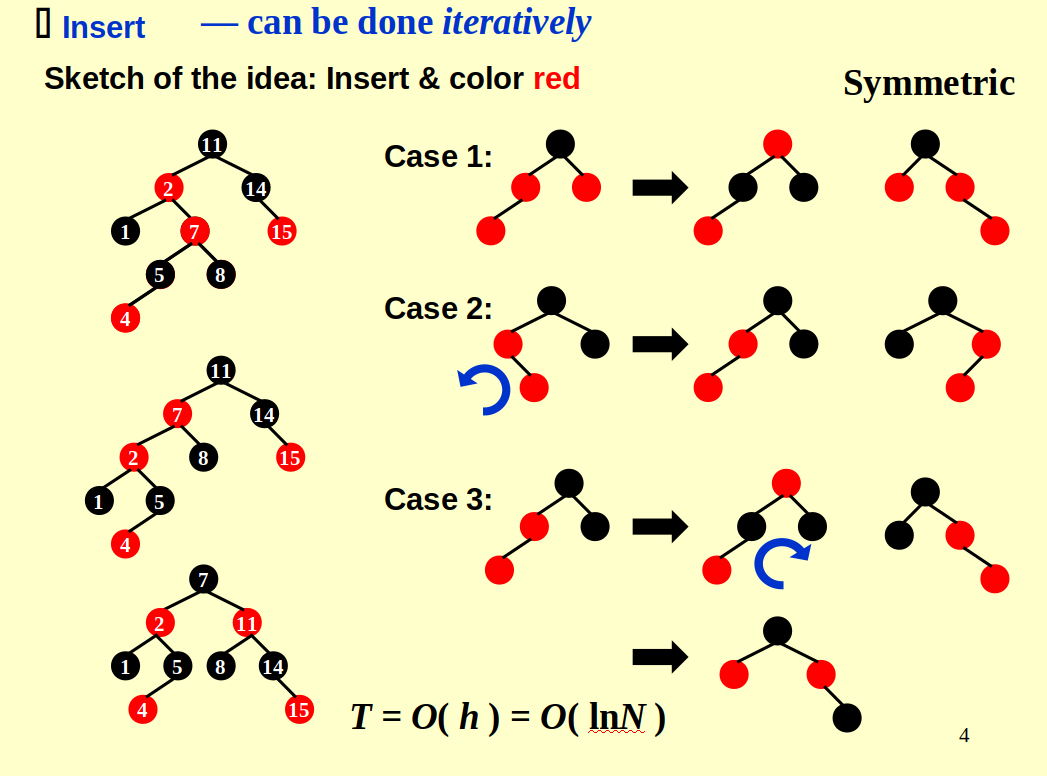 Insert — can be done iteratively
Sketch of the idea: Insert & color red
Symmetric
11
2 14
1 7 15
5 8
4
11
7 14
2 8 15
1 5
4
7
2 11
1 5 8 14
4 15
Case 1:
Case 2:
Case 3:
T = O( h ) = O( lnN )
4